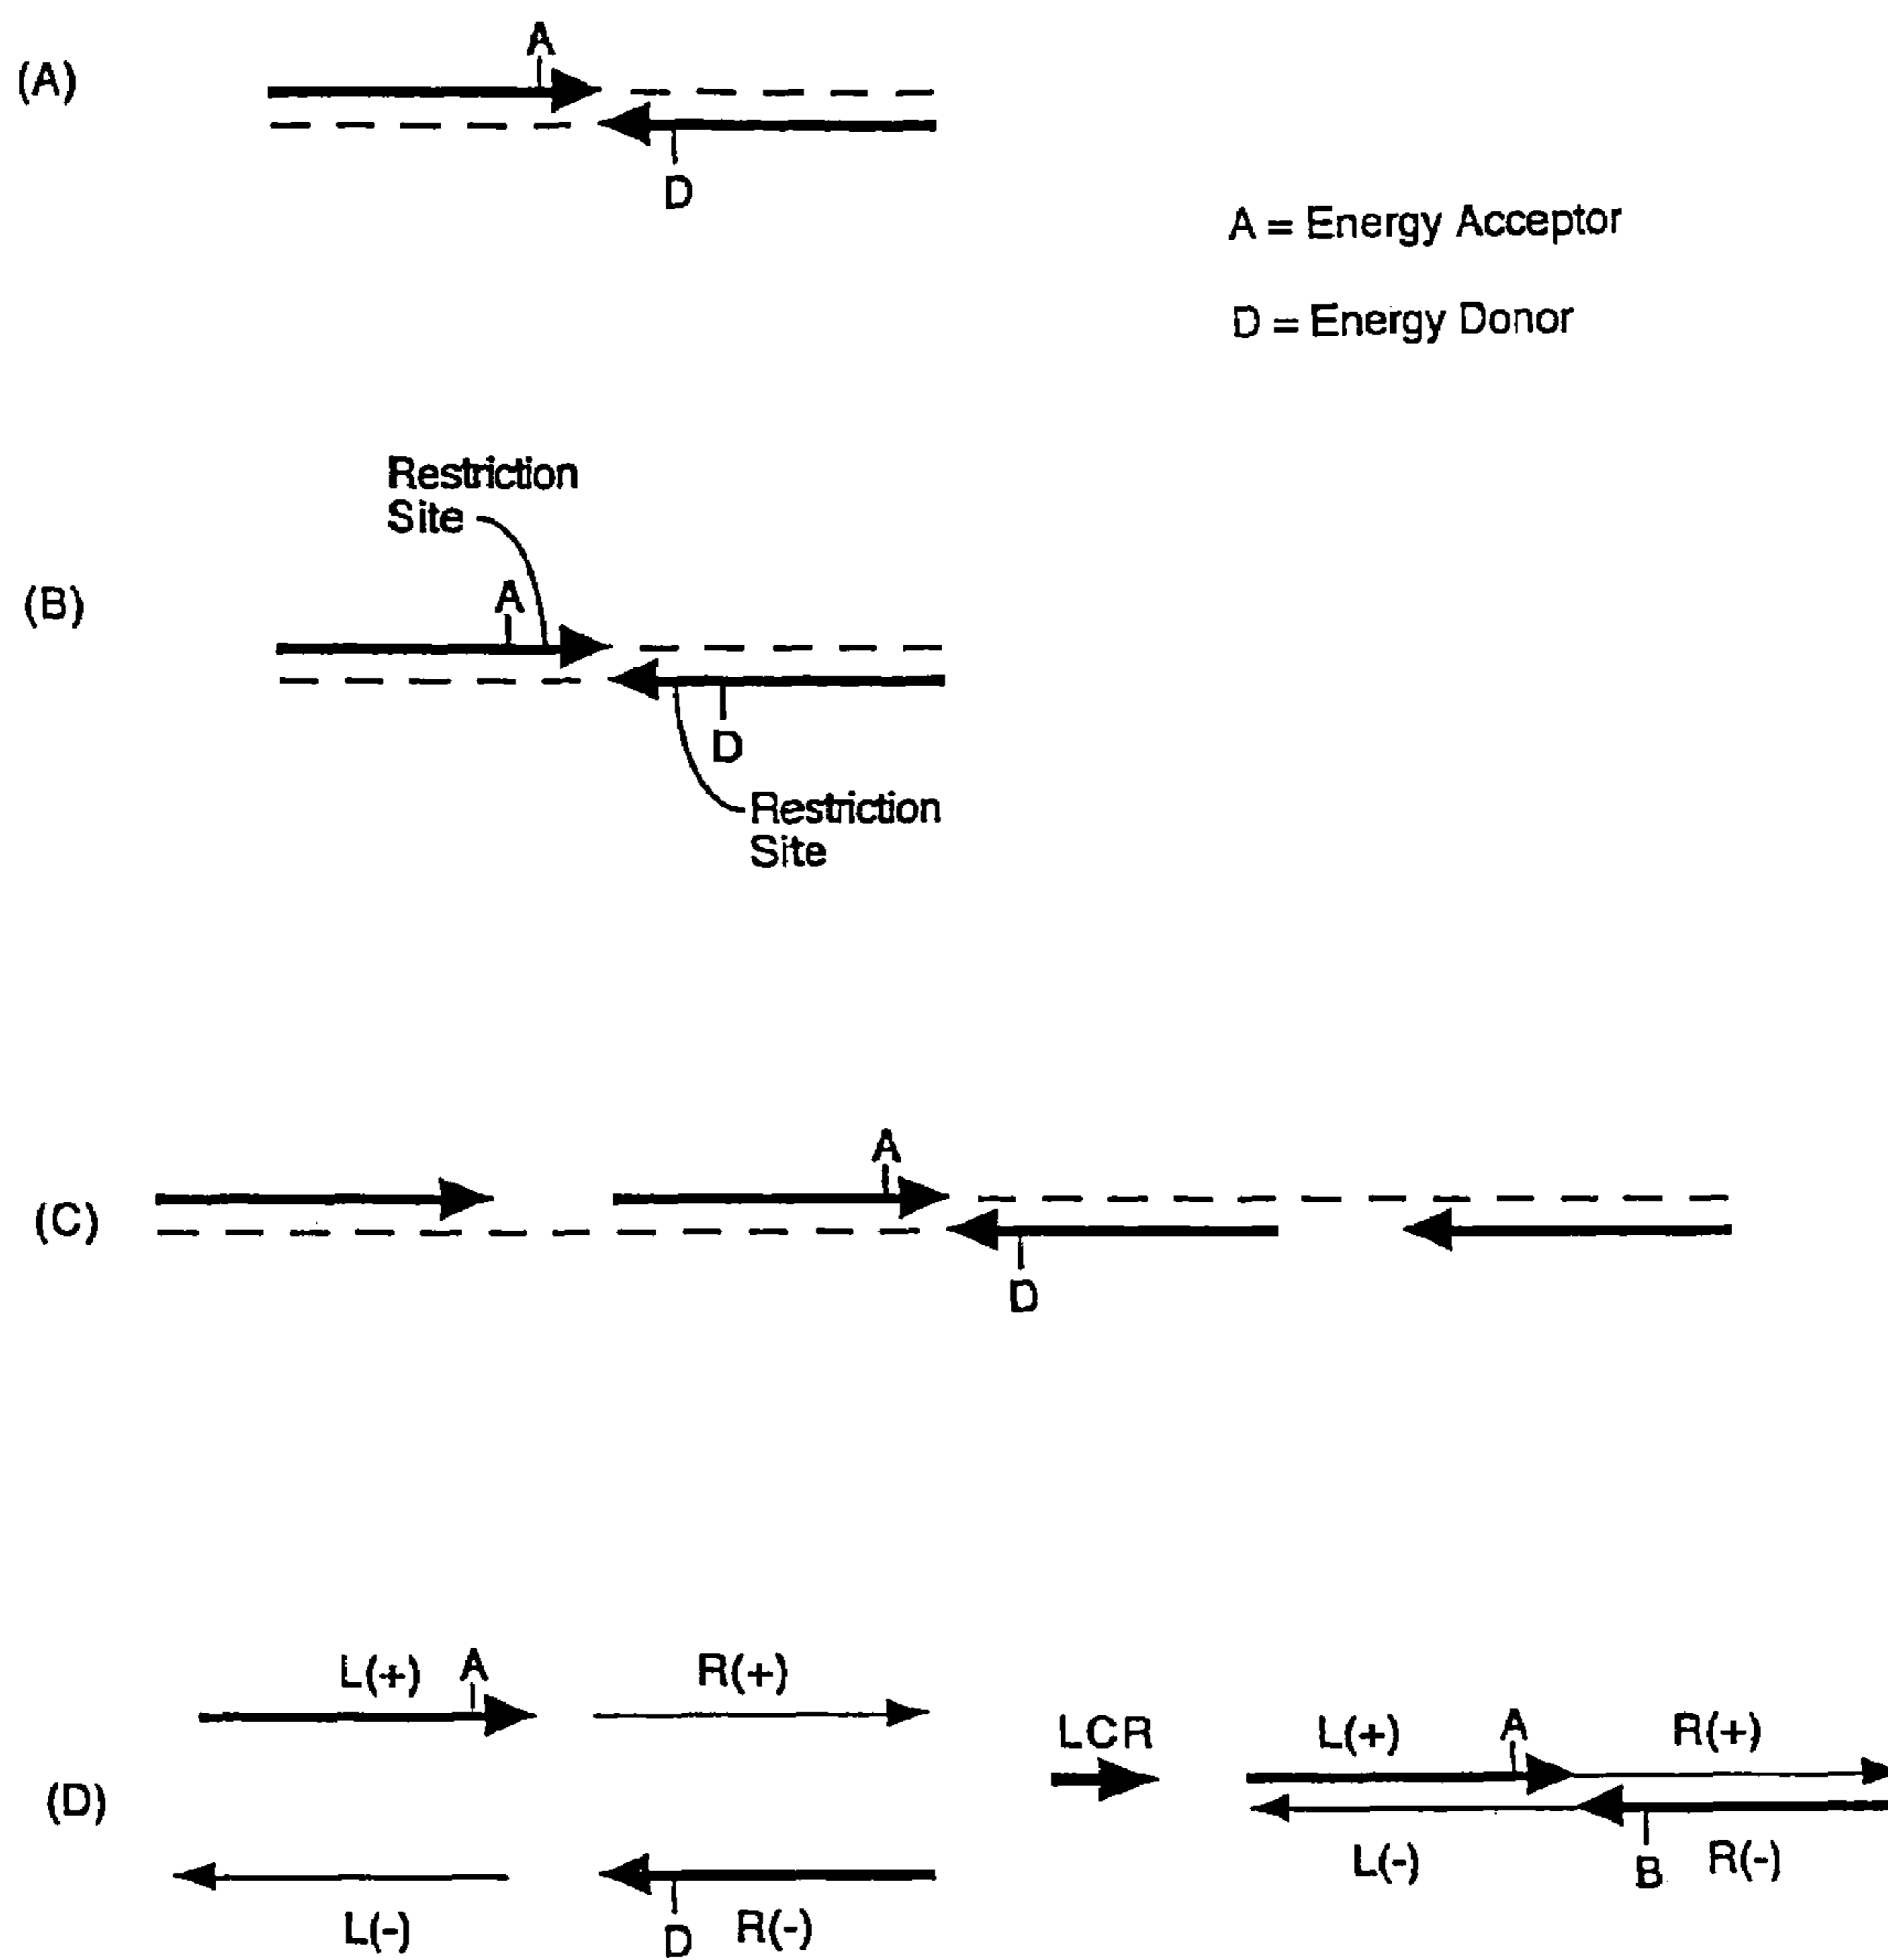 (A)
A
D
A = Energy Acceptor
D = Energy Donor
Restriction
Site
(B)
A
D
Restriction
Site
(C)
A
D
L(+) A R(+)
LCR
L(+) A R(+)
(D)
L(-) B R(-)
L(-) D R(-)